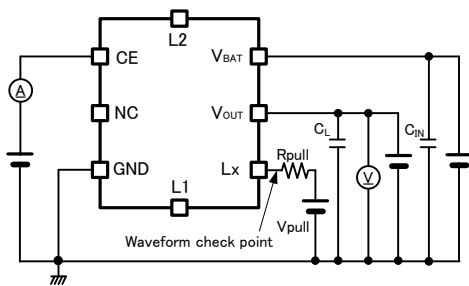 L2
CE
VBAT
A
NC
VOUT
CL
CIN
Rpull
GND
Lx
V
L1
Vpull
Waveform check point